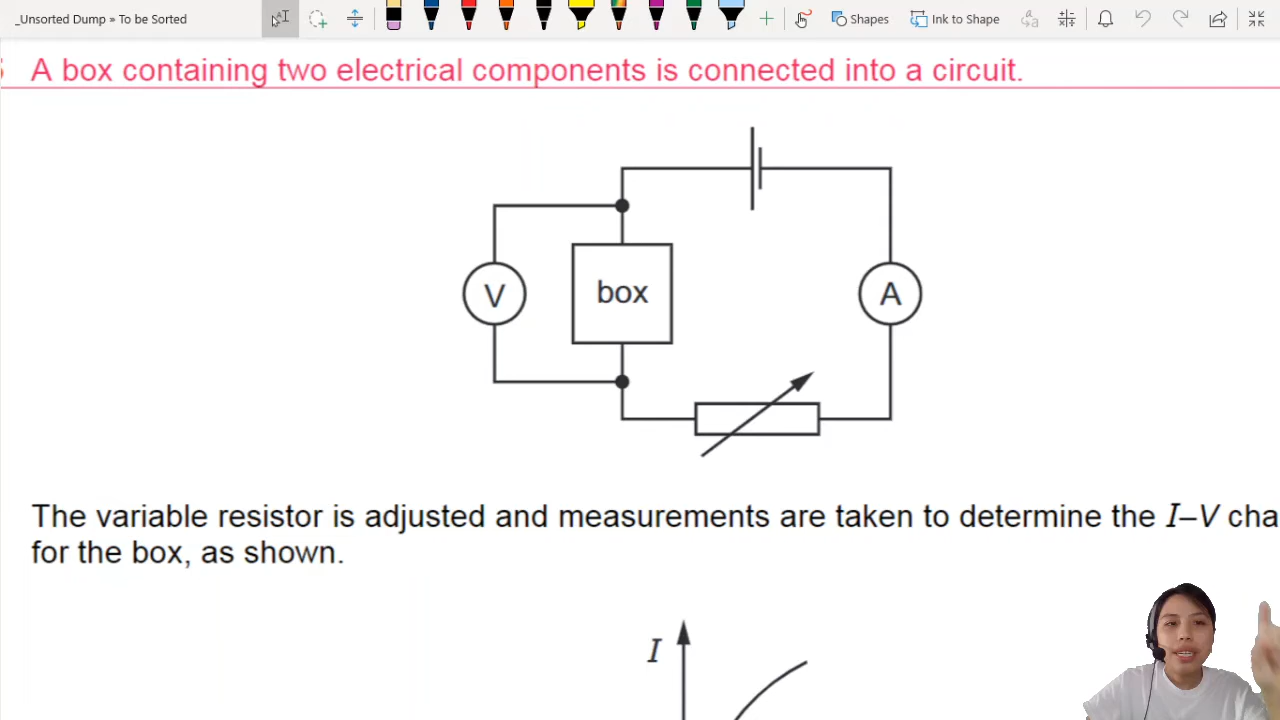 _Unsorted Dump » To be Sorted
Shapes
Ink to Shape
A box containing two electrical components is connected into a circuit.
V
box
A
The variable resistor is adjusted and measurements are taken to determine the I–V cha
for the box, as shown.
I